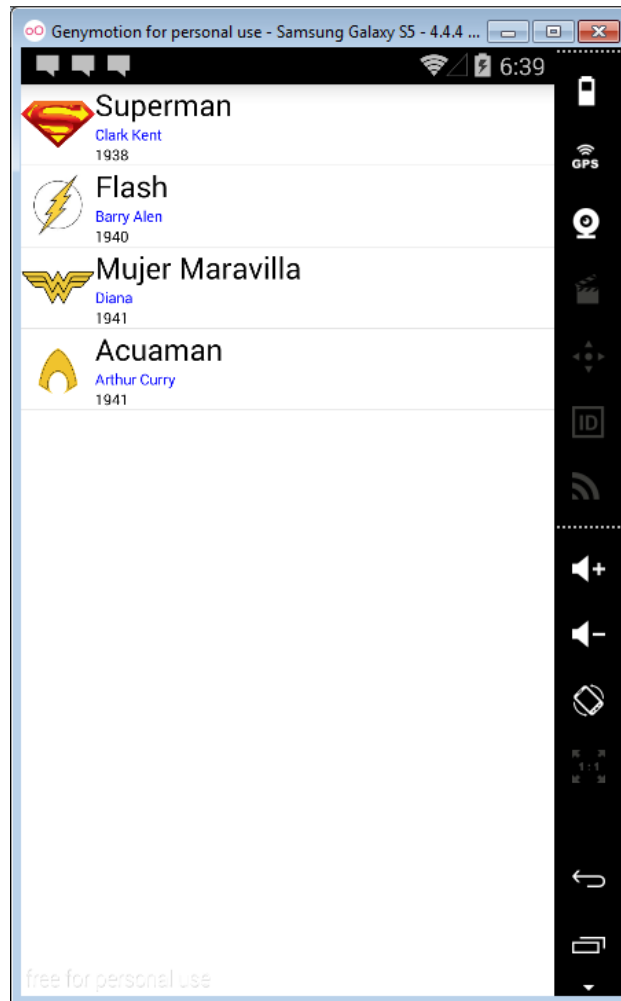 Genymotion for personal use - Samsung Galaxy S5 - 4.4.4 ...
6:39
Superman
Clark Kent
1938
GPS
Flash
Barry Alen
1940
Mujer Maravilla
Diana
1941
Acuaman
Arthur Curry
1941
ID
1:1
free for personal use